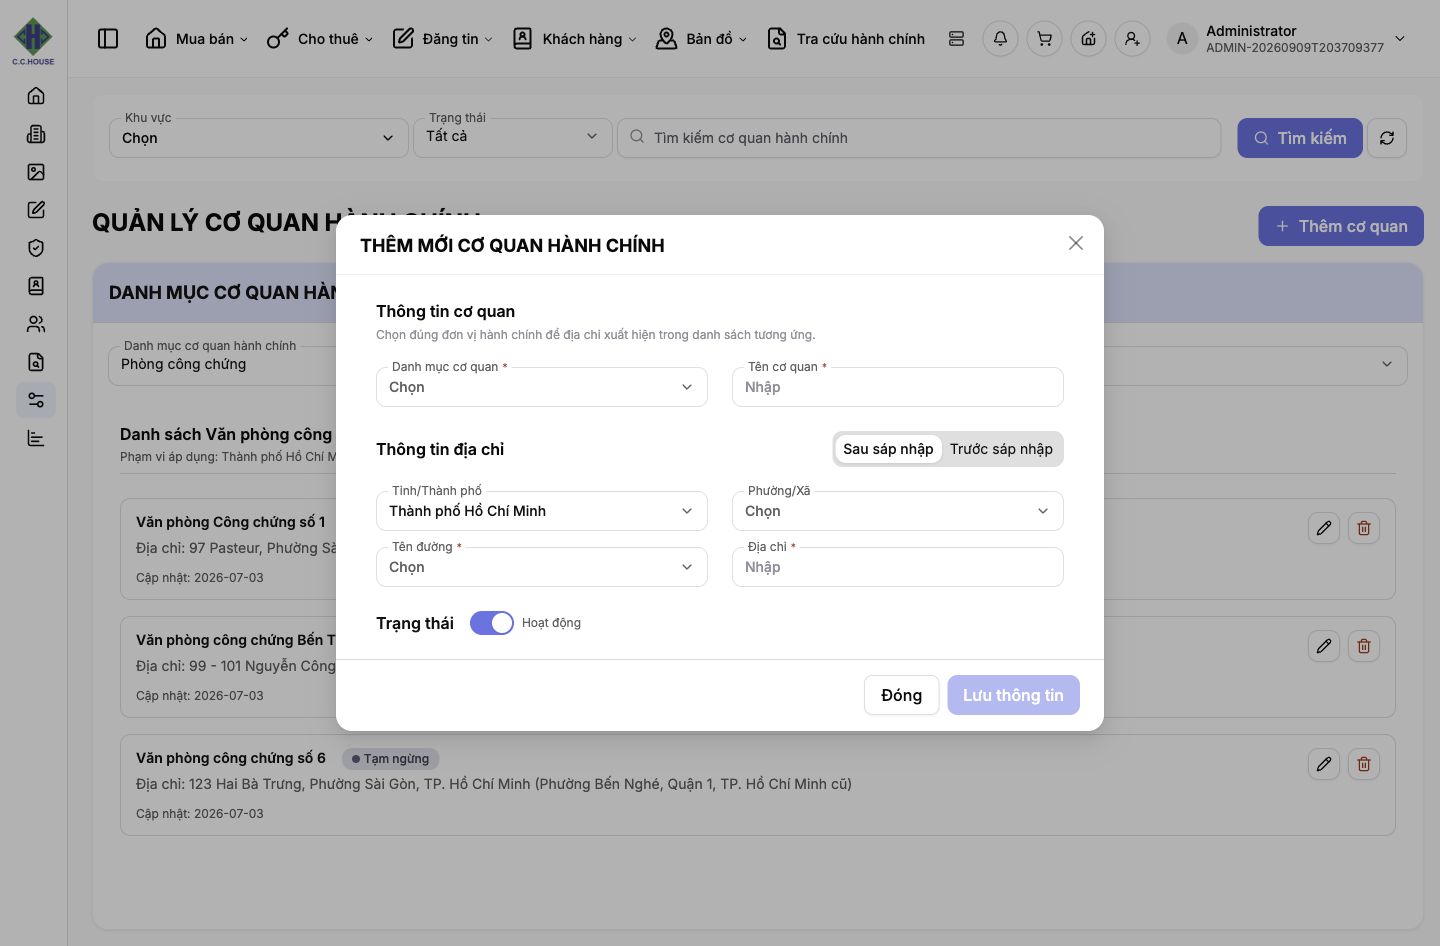 C.C.HOUSE
Mua bán
Cho thuê
Đăng tin
Khách hàng
Bản đồ
Tra cứu hành chính
A
Administrator
ADMIN-20260909T203709377
Khu vực
Chọn
Trạng thái
Tất cả
Tìm kiếm cơ quan hành chính
Tìm kiếm
QUẢN LÝ CƠ QUAN HÀNH CHÍNH
Thêm cơ quan
DANH MỤC CƠ QUAN HÀN
Danh mục cơ quan hành chính
Phòng công chứng
Danh sách Văn phòng công
Phạm vi áp dụng: Thành phố Hồ Chí M
Văn phòng Công chứng số 1
Địa chỉ: 97 Pasteur, Phường Sà
Cập nhật: 2026-07-03
Văn phòng công chứng Bến T
Địa chỉ: 99 - 101 Nguyễn Công
Cập nhật: 2026-07-03
Văn phòng công chứng số 6
Tạm ngừng
Địa chỉ: 123 Hai Bà Trưng, Phường Sài Gòn, TP. Hồ Chí Minh (Phường Bến Nghé, Quận 1, TP. Hồ Chí Minh cũ)
Cập nhật: 2026-07-03
THÊM MỚI CƠ QUAN HÀNH CHÍNH
Thông tin cơ quan
Chọn đúng đơn vị hành chính để địa chỉ xuất hiện trong danh sách tương ứng.
Danh mục cơ quan *
Chọn
Tên cơ quan *
Nhập
Thông tin địa chỉ
Sau sáp nhập
Trước sáp nhập
Tỉnh/Thành phố
Thành phố Hồ Chí Minh
Phường/Xã
Chọn
Tên đường *
Chọn
Địa chỉ *
Nhập
Trạng thái
Hoạt động
Đóng
Lưu thông tin